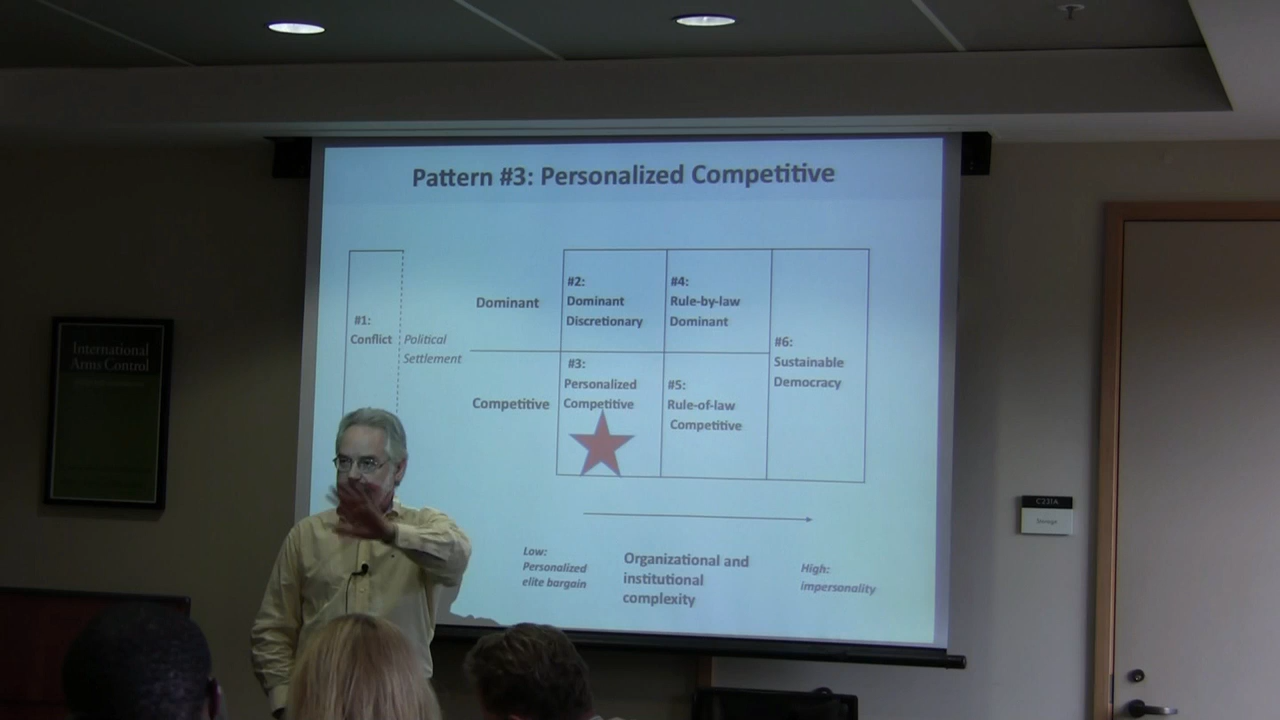 Pattern #3: Personalized Competitive
#1:
Conflict
Political
Settlement
Dominant
Competitive
#2:
Dominant
Discretionary
#4:
Rule-by-law
Dominant
#3:
Personalized
Competitive
#5:
Rule-of-law
Competitive
#6:
Sustainable
Democracy
Low:
Personalized
elite bargain
Organizational and
institutional
complexity
High:
impersonality
International
Arms Control
C231A
Storage